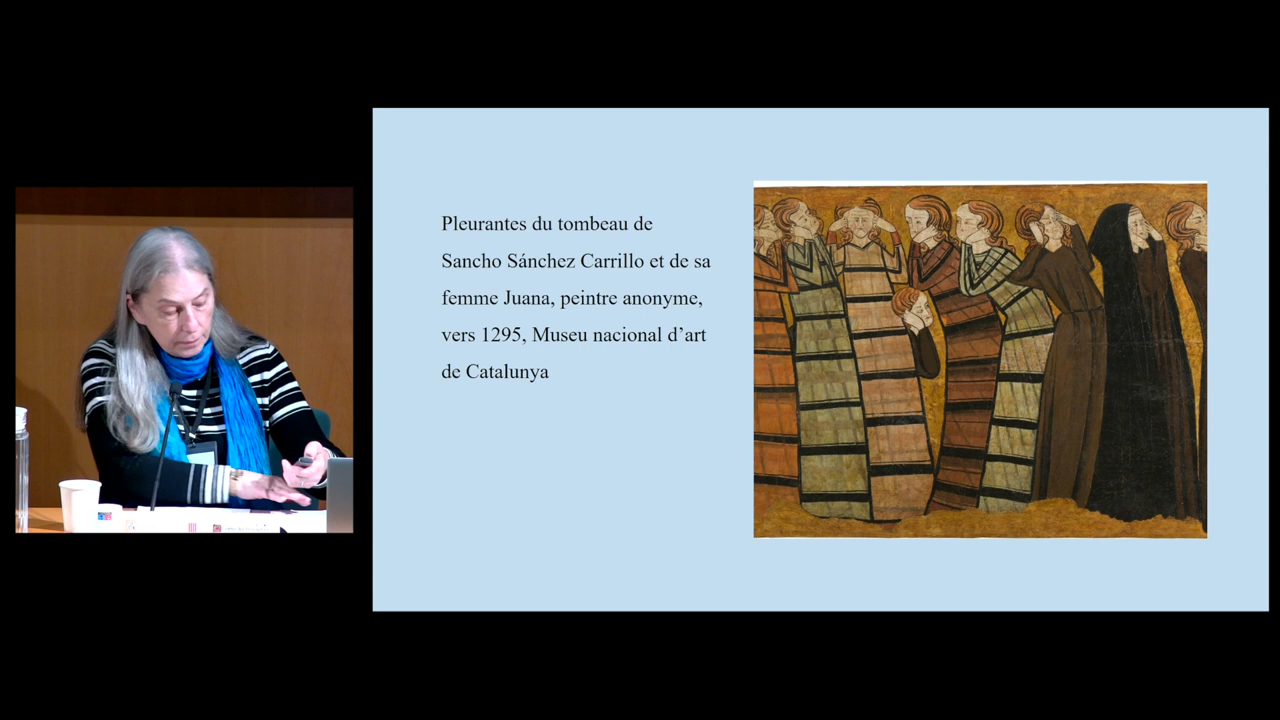 Pleurantes du tombeau de
Sancho Sánchez Carrillo et de sa
femme Juana, peintre anonyme,
vers 1295, Museu nacional d’art
de Catalunya